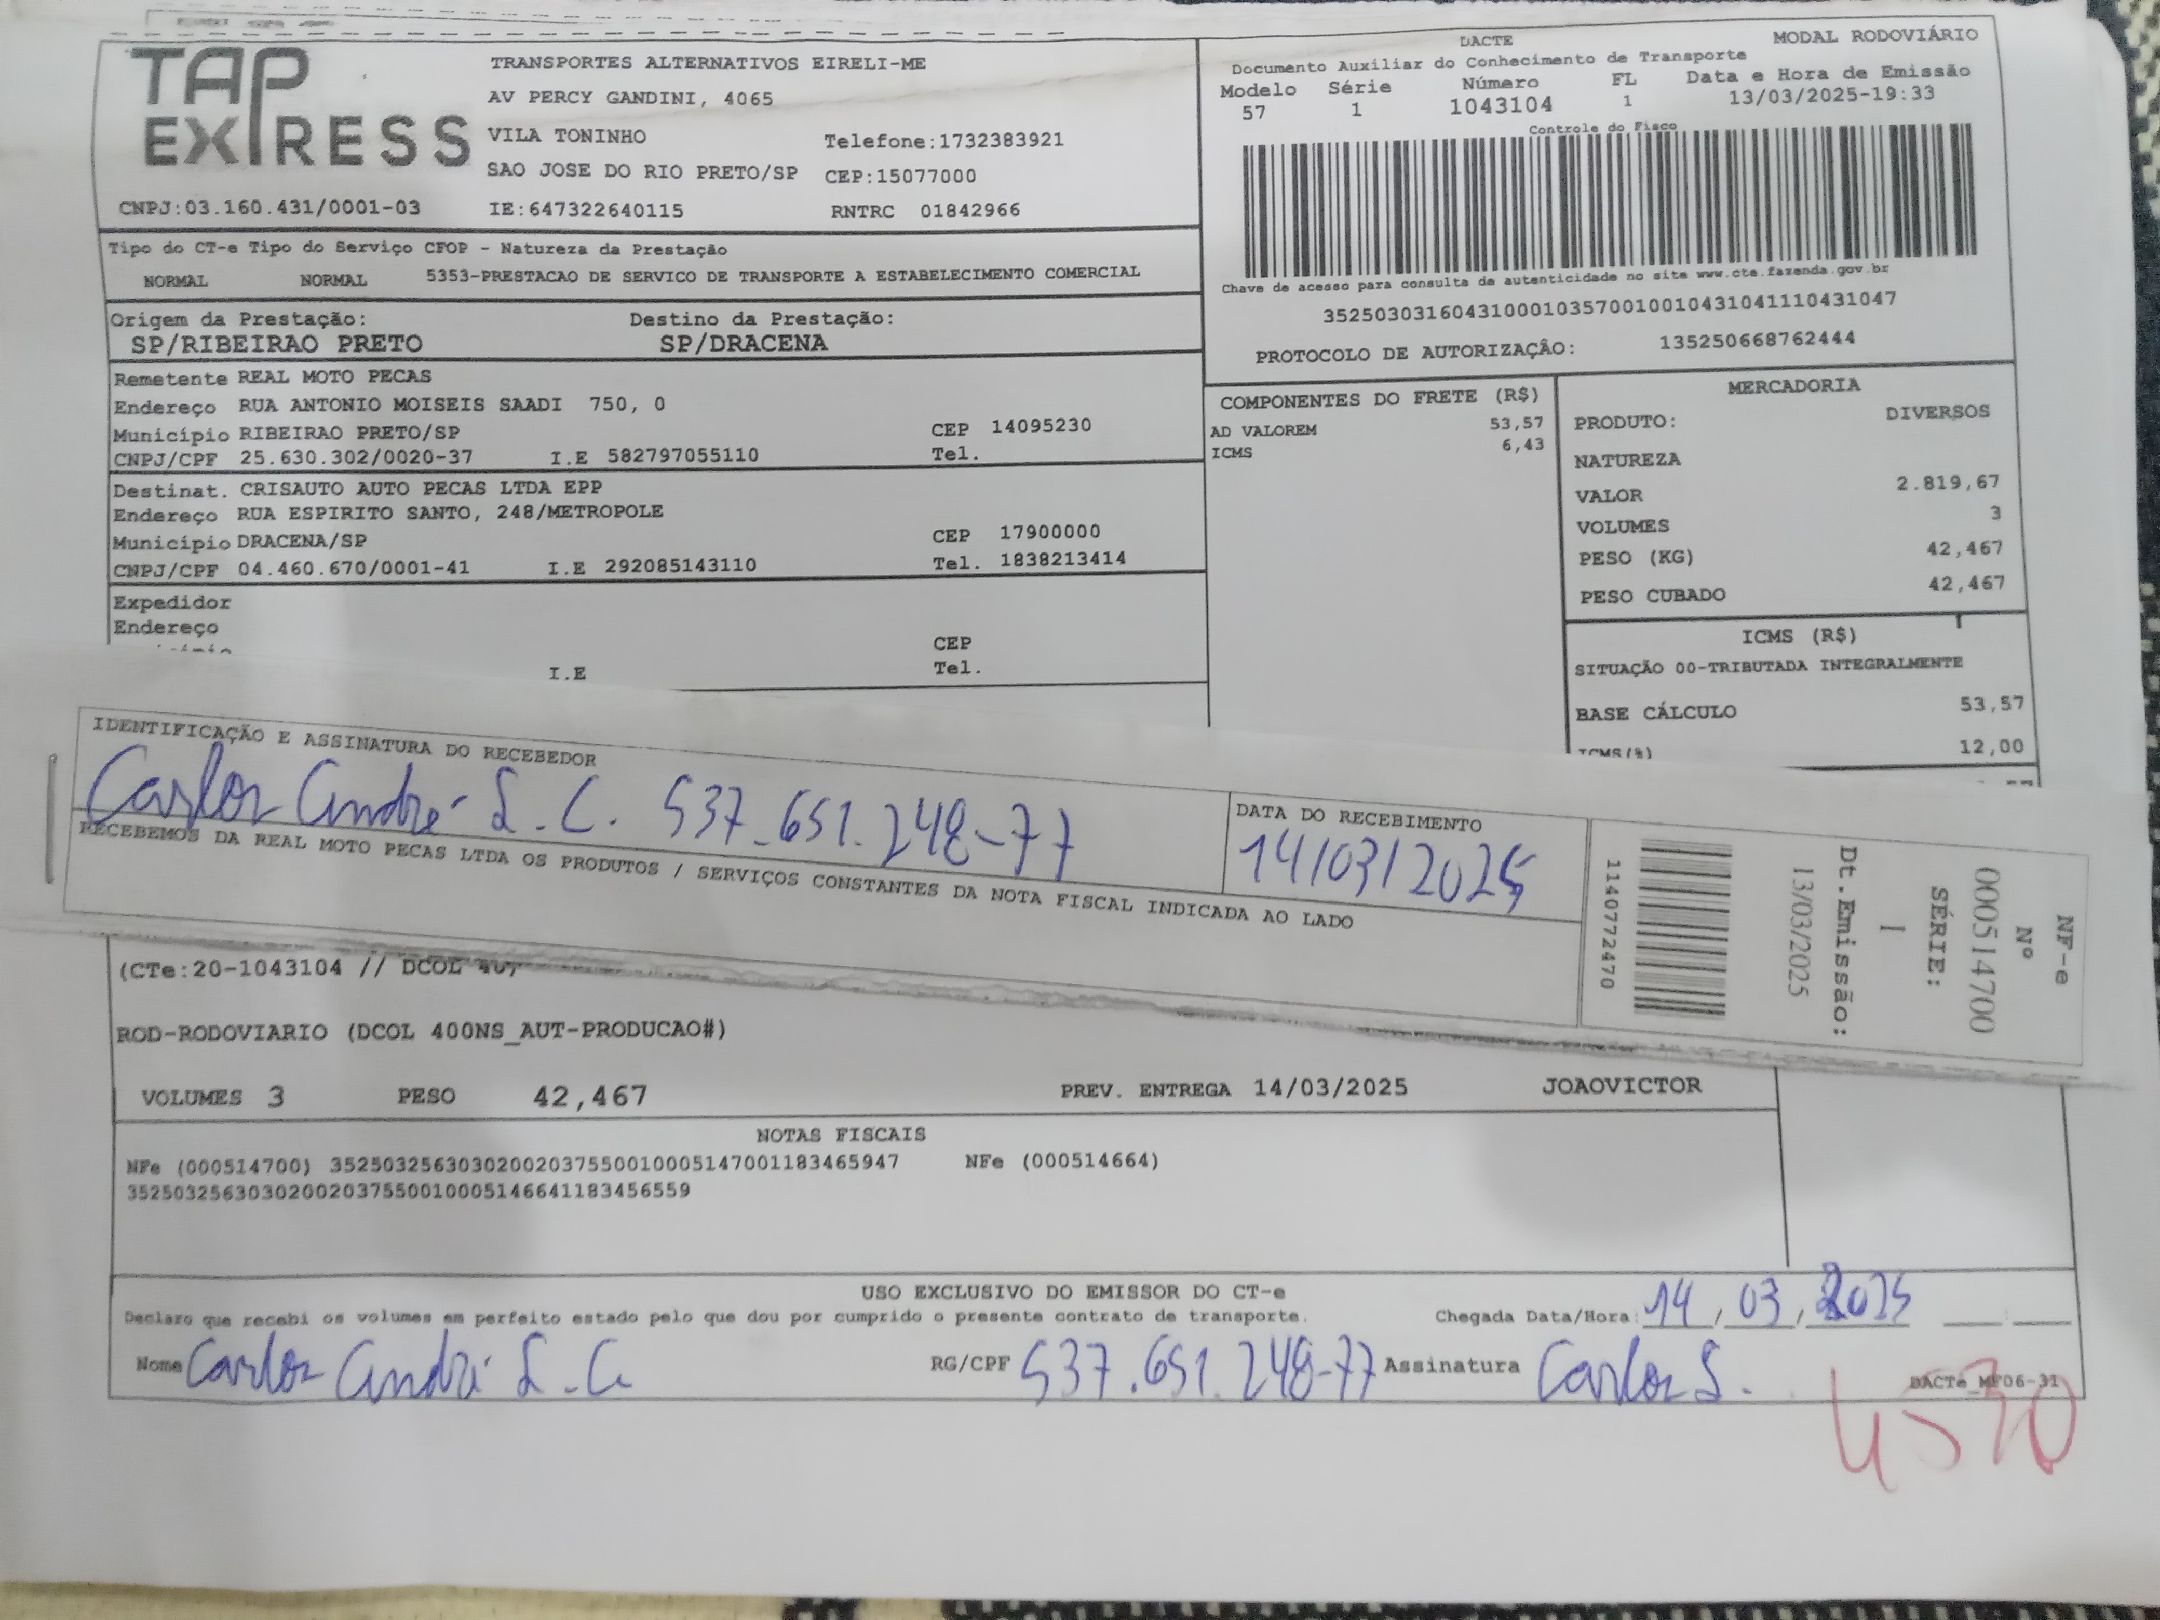 TAP
EXPRESS
TRANSPORTES ALTERNATIVOS EIRELI-ME
AV PERCY GANDINI, 4065
VILA TONINHO Telefone:1732383921
SAO JOSE DO RIO PRETO/SP CEP:15077000
CNPJ:03.160.431/0001-03 IE:647322640115 RNTRC 01842966
DACTE MODAL RODOVIÁRIO
Documento Auxiliar do Conhecimento de Transporte
Modelo Série Número FL Data e Hora de Emissão
57 1 1043104 1 13/03/2025-19:33
Controle do Fisco
Chave de acesso para consulta de autenticidade no site www.cte.fazenda.gov.br
35250303160431000103570010010431041110431047
PROTOCOLO DE AUTORIZAÇÃO: 135250668762444
Tipo do CT-e Tipo do Serviço CFOP - Natureza da Prestação
NORMAL NORMAL 5353-PRESTACAO DE SERVICO DE TRANSPORTE A ESTABELECIMENTO COMERCIAL
Origem da Prestação: Destino da Prestação:
SP/RIBEIRAO PRETO SP/DRACENA
Remetente REAL MOTO PECAS
Endereço RUA ANTONIO MOISEIS SAADI 750, 0
Município RIBEIRAO PRETO/SP CEP 14095230
CNPJ/CPF 25.630.302/0020-37 I.E 582797055110 Tel.
Destinat. CRISAUTO AUTO PECAS LTDA EPP
Endereço RUA ESPIRITO SANTO, 248/METROPOLE
Município DRACENA/SP CEP 17900000
CNPJ/CPF 04.460.670/0001-41 I.E 292085143110 Tel. 1838213414
Expedidor
Endereço
CEP
I.E Tel.
COMPONENTES DO FRETE (R$)
AD VALOREM 53,57
ICMS 6,43
MERCADORIA
PRODUTO: DIVERSOS
NATUREZA
VALOR 2.819,67
VOLUMES 3
PESO (KG) 42,467
PESO CUBADO 42,467
ICMS (R$)
SITUAÇÃO 00-TRIBUTADA INTEGRALMENTE
BASE CÁLCULO 53,57
ICMS(%) 12,00
IDENTIFICAÇÃO E ASSINATURA DO RECEBEDOR
Carlos André S. C. 537.651.248-77
DATA DO RECEBIMENTO
14/03/2025
RECEBEMOS DA REAL MOTO PECAS LTDA OS PRODUTOS / SERVIÇOS CONSTANTES DA NOTA FISCAL INDICADA AO LADO
11407772470
NF-e
Nº
000514700
SÉRIE:
1
Dt.Emissão:
13/03/2025
(CTe:20-1043104 // DCOL
ROD-RODOVIARIO (DCOL 400NS_AUT-PRODUCAO#)
VOLUMES 3 PESO 42,467 PREV. ENTREGA 14/03/2025 JOAOVICTOR
NOTAS FISCAIS
NFe (000514700) 35250325630302002037550010005147001183465947 NFe (000514664)
35250325630302002037550010005146641183456559
USO EXCLUSIVO DO EMISSOR DO CT-e
Declaro que recebi os volumes em perfeito estado pelo que dou por cumprido o presente contrato de transporte. Chegada Data/Hora: 14/03/2025
Nome Carlos André S. C. RG/CPF 537.651.248-77 Assinatura Carlos S.
DACTe_MF06-31